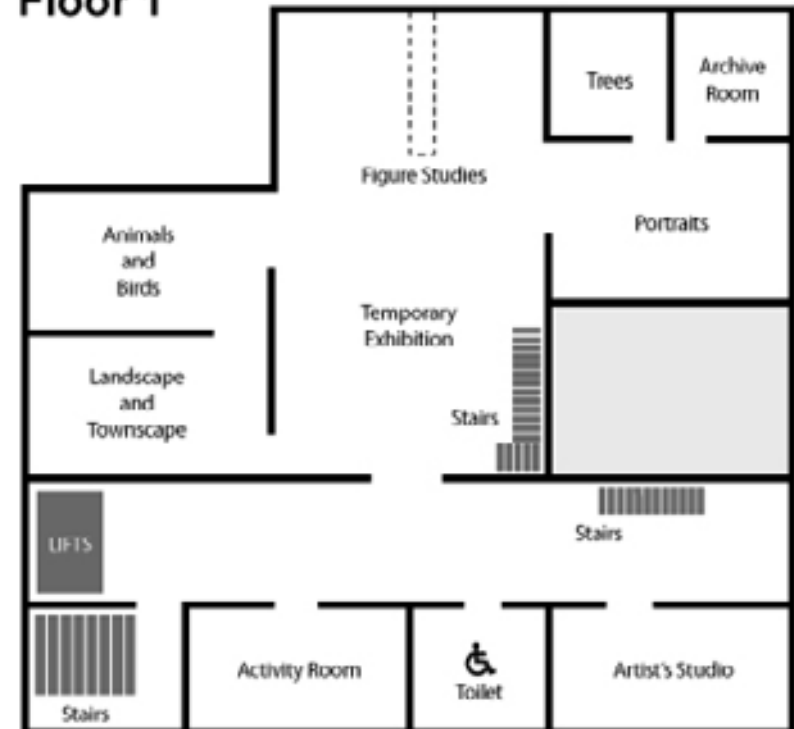 Floor 1
Trees
Archive
Room
Figure Studies
Portraits
Animals
and
Birds
Temporary
Exhibition
Landscape
and
Townscape
Stairs
LIFTS
Stairs
Activity Room
Toilet
Artist's Studio
Stairs